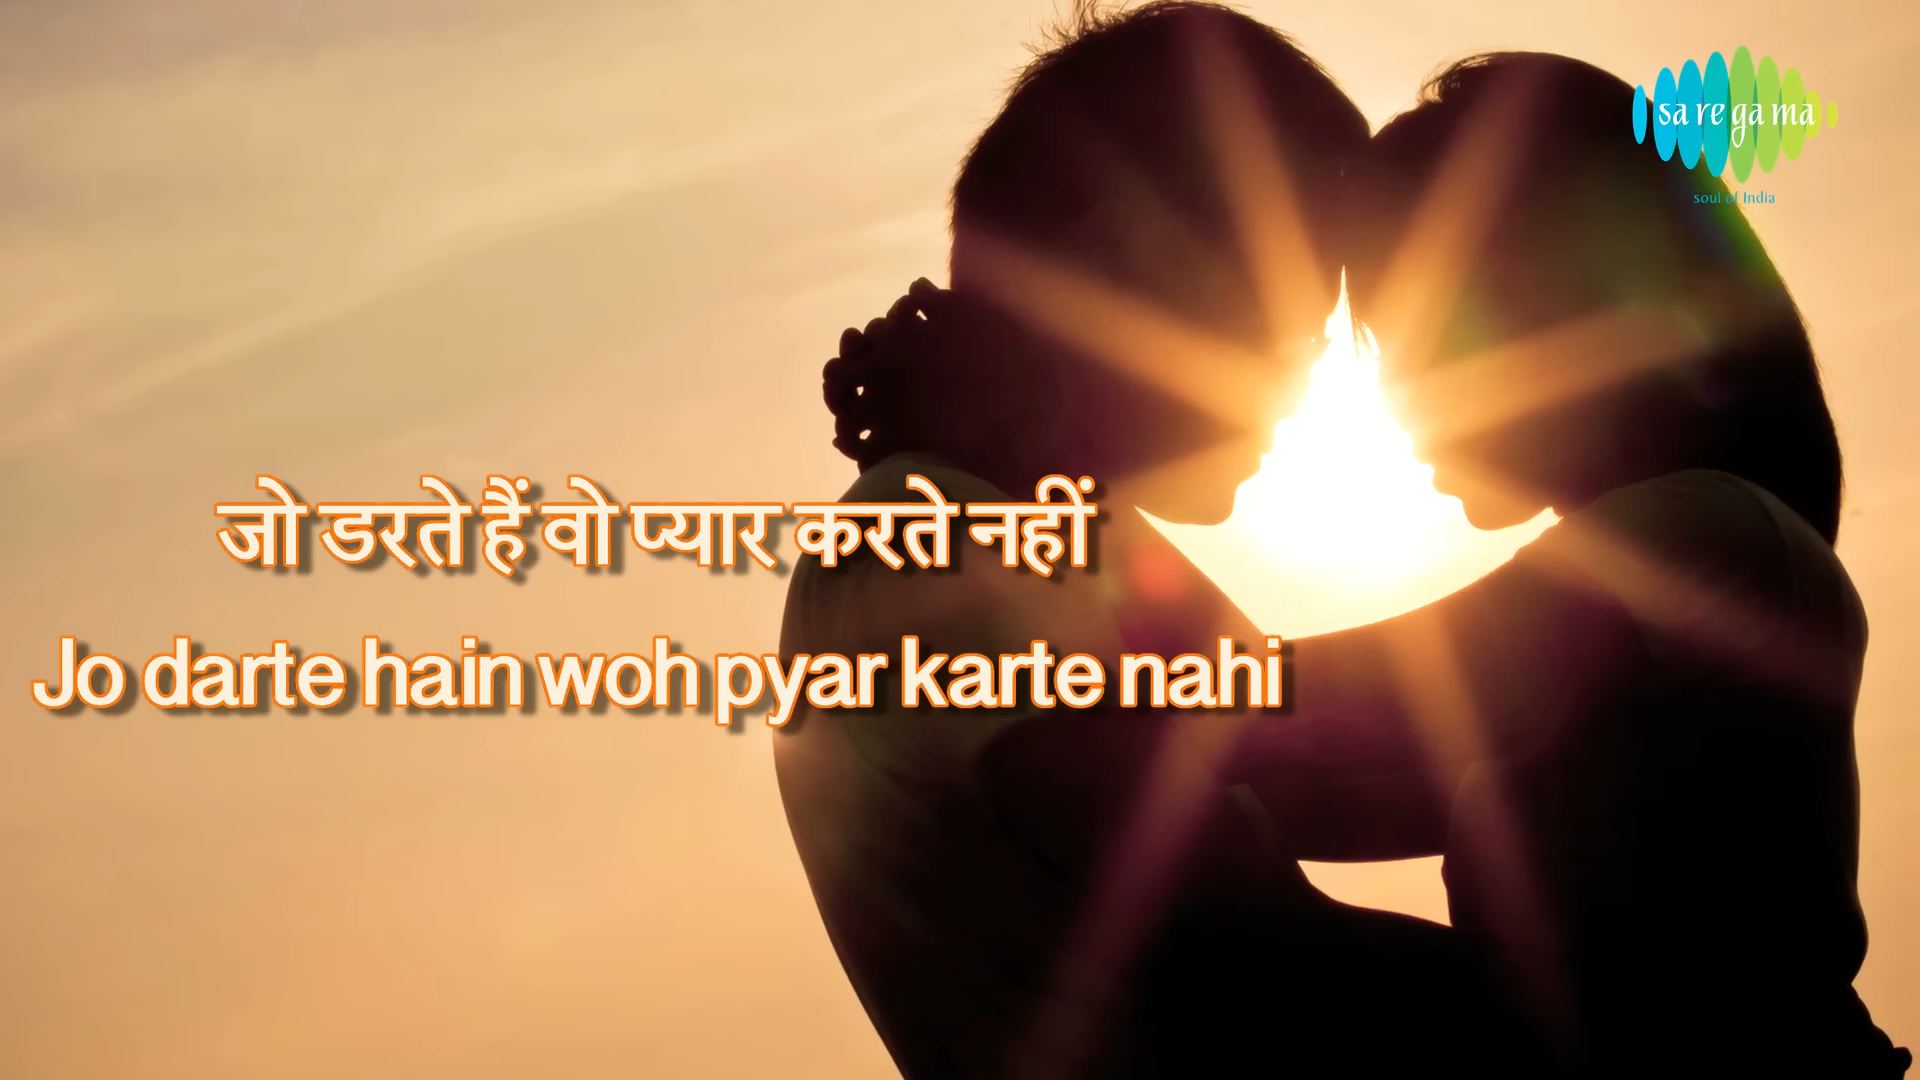 sa re ga ma
soul of India
जो डरते हैं वो प्यार करते नहीं
Jo darte hain woh pyar karte nahi